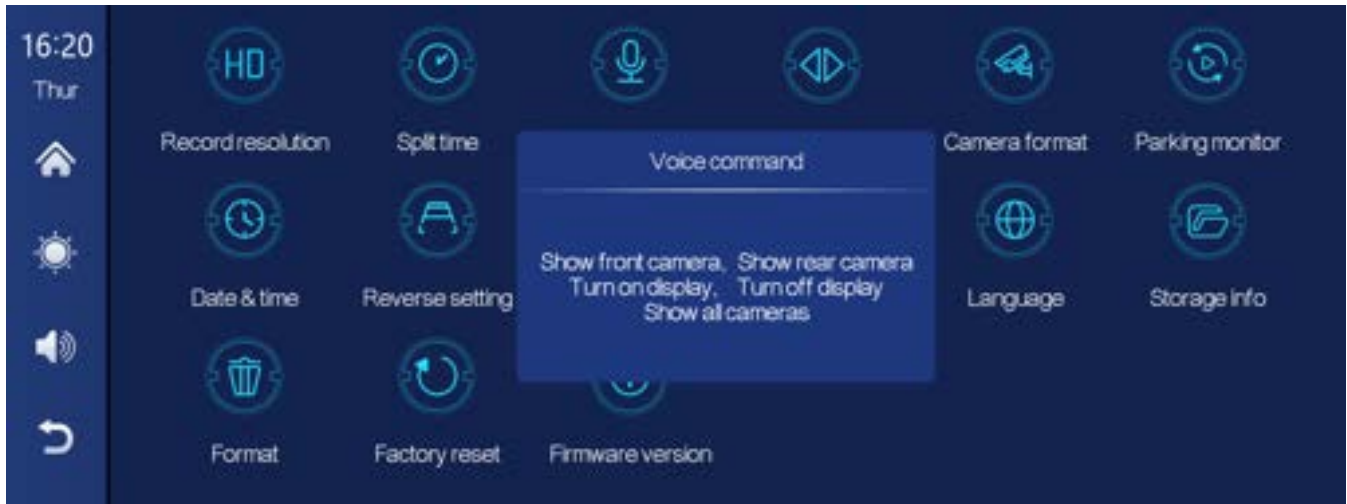 16:20
Thur
HD
Record resolution
Split time
Camera format
Parking monitor
Voice command
Show front camera, Show rear camera
Turn on display, Turn off display
Show all cameras
Date & time
Reverse setting
Language
Storage info
Format
Factory reset
Firmware version